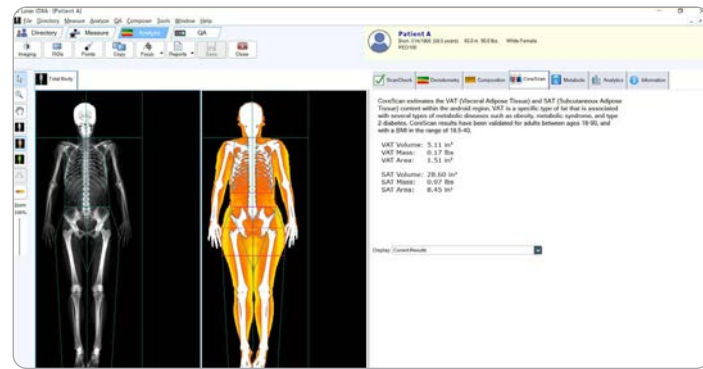 Lunar iDXA - [Patient A]
File Directory Measure Analyze QA Composer Tools Window Help
Directory Measure Analyze QA
Imaging ROIs Points Copy Posn Reports Save Close
Patient A
White Female
Total Body
ScanCheck Densitometry Composition CoreScan Metabolic Analytics Information
CoreScan estimates the VAT (Visceral Adipose Tissue) and SAT (Subcutaneous Adipose
Tissue) content within the android region. VAT is a specific type of fat that is associated
with several types of metabolic diseases such as obesity, metabolic syndrome, and type
2 diabetes. CoreScan results have been validated for adults between ages 18-90, and
with a BMI in the range of 18.5-40.
VAT Volume: 5.11 in³
VAT Mass: 0.17 lbs
VAT Area: 1.51 in²
SAT Volume: 28.60 in³
SAT Mass: 0.97 lbs
SAT Area: 8.45 in²
Zoom
100%
Display: Current Results